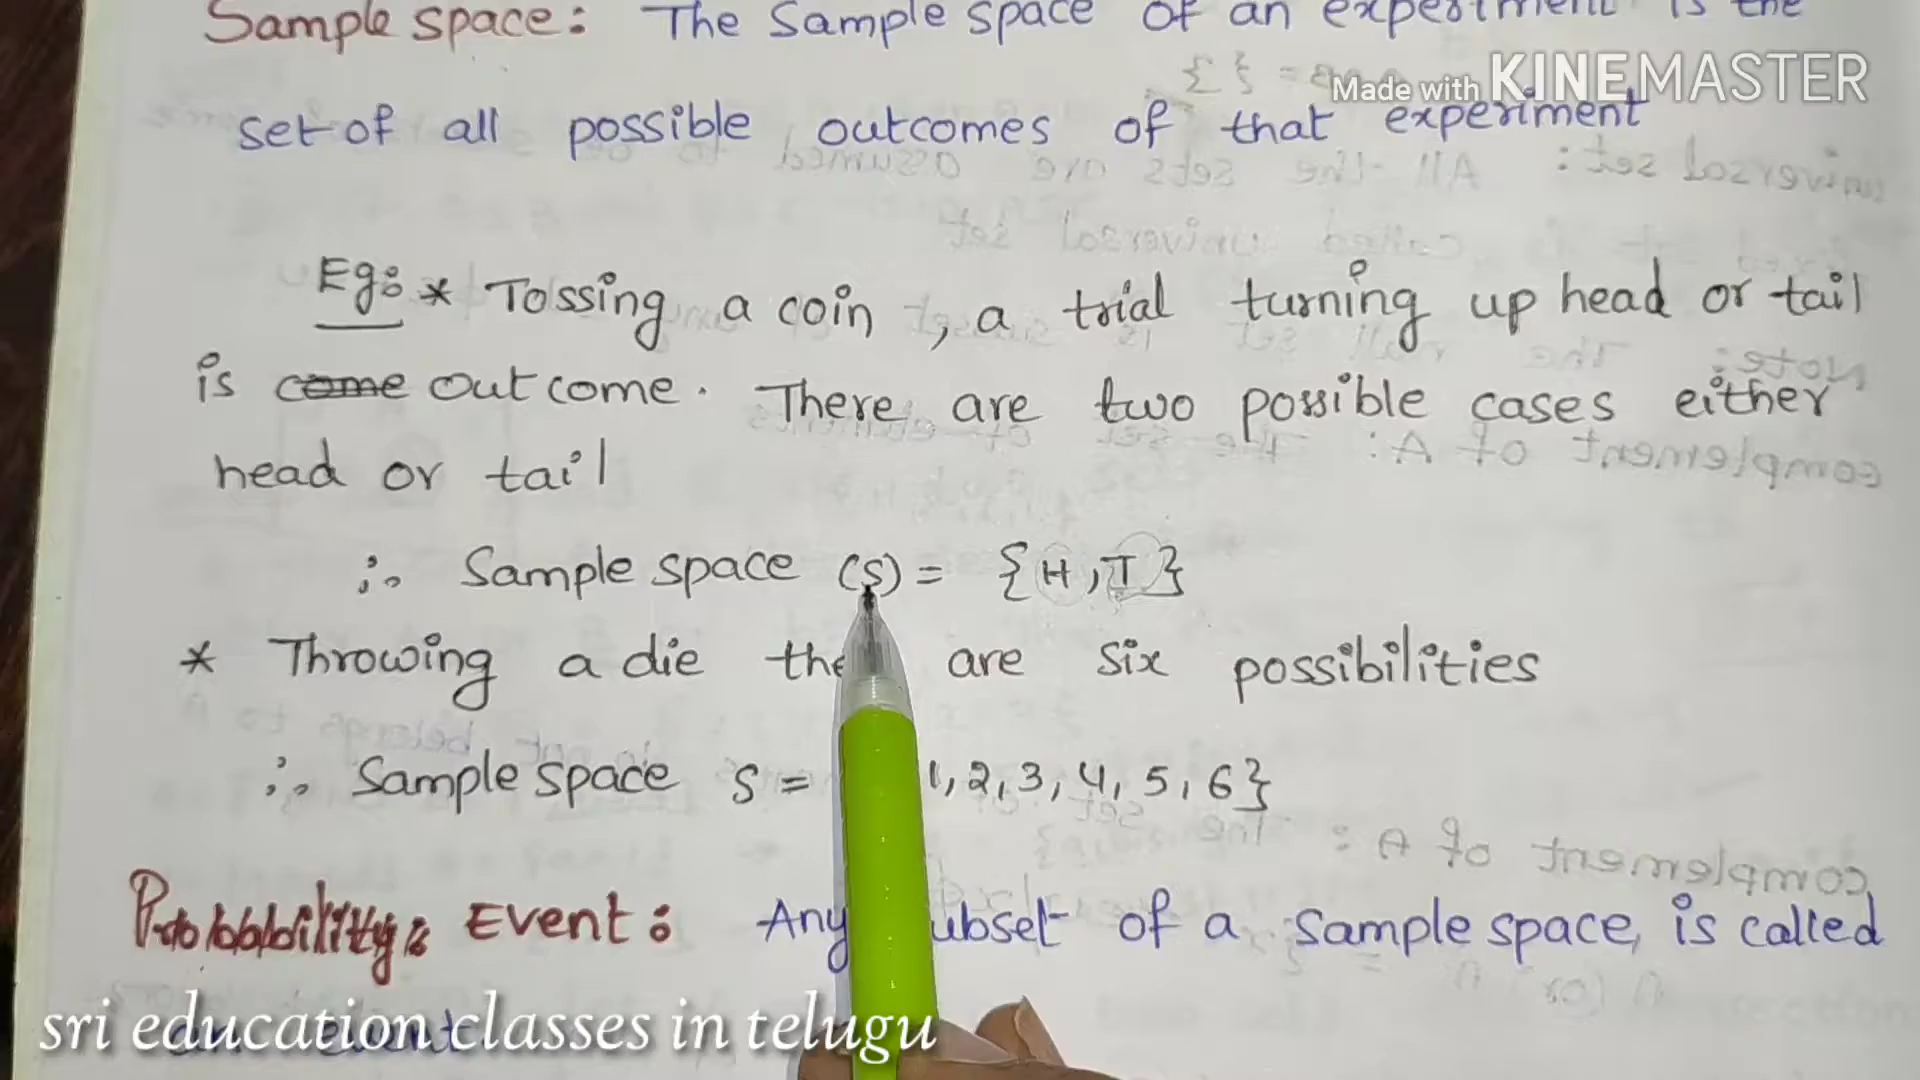 Sample space: The Sample space of an experiment is the
Made with KINEMASTER
set of all possible outcomes of that experiment
Eg: * Tossing a coin, a trial turning up head or tail
is come outcome. There are two possible cases either
head or tail
∴ Sample space (S) = {H, T}
* Throwing a die the are six possibilities
∴ Sample space S = 1, 2, 3, 4, 5, 6}
Probability: Event: Any ubset of a sample space, is called
an event
sri education classes in telugu